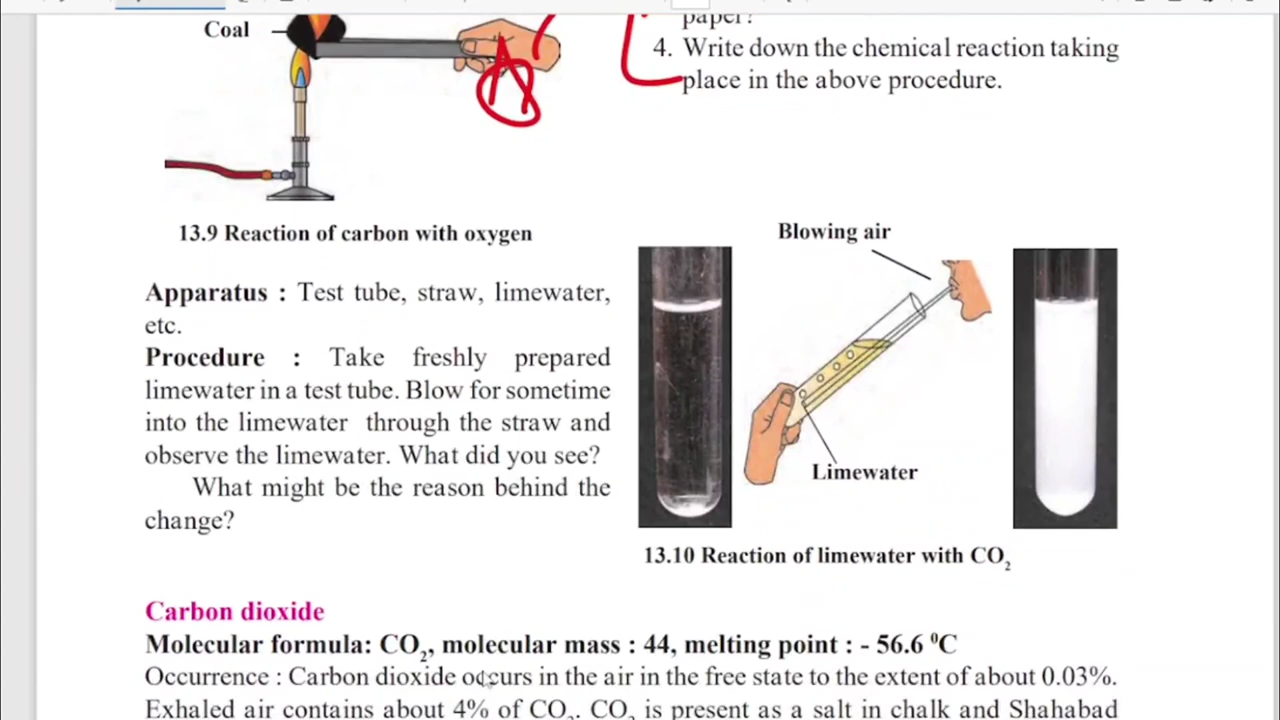 Coal
paper?
4. Write down the chemical reaction taking
place in the above procedure.
A
13.9 Reaction of carbon with oxygen
Apparatus : Test tube, straw, limewater,
etc.
Procedure : Take freshly prepared
limewater in a test tube. Blow for sometime
into the limewater through the straw and
observe the limewater. What did you see?
What might be the reason behind the
change?
Blowing air
Limewater
13.10 Reaction of limewater with CO₂
Carbon dioxide
Molecular formula: CO₂, molecular mass : 44, melting point : - 56.6 ⁰C
Occurrence : Carbon dioxide occurs in the air in the free state to the extent of about 0.03%.
Exhaled air contains about 4% of CO₂. CO₂ is present as a salt in chalk and Shahabad